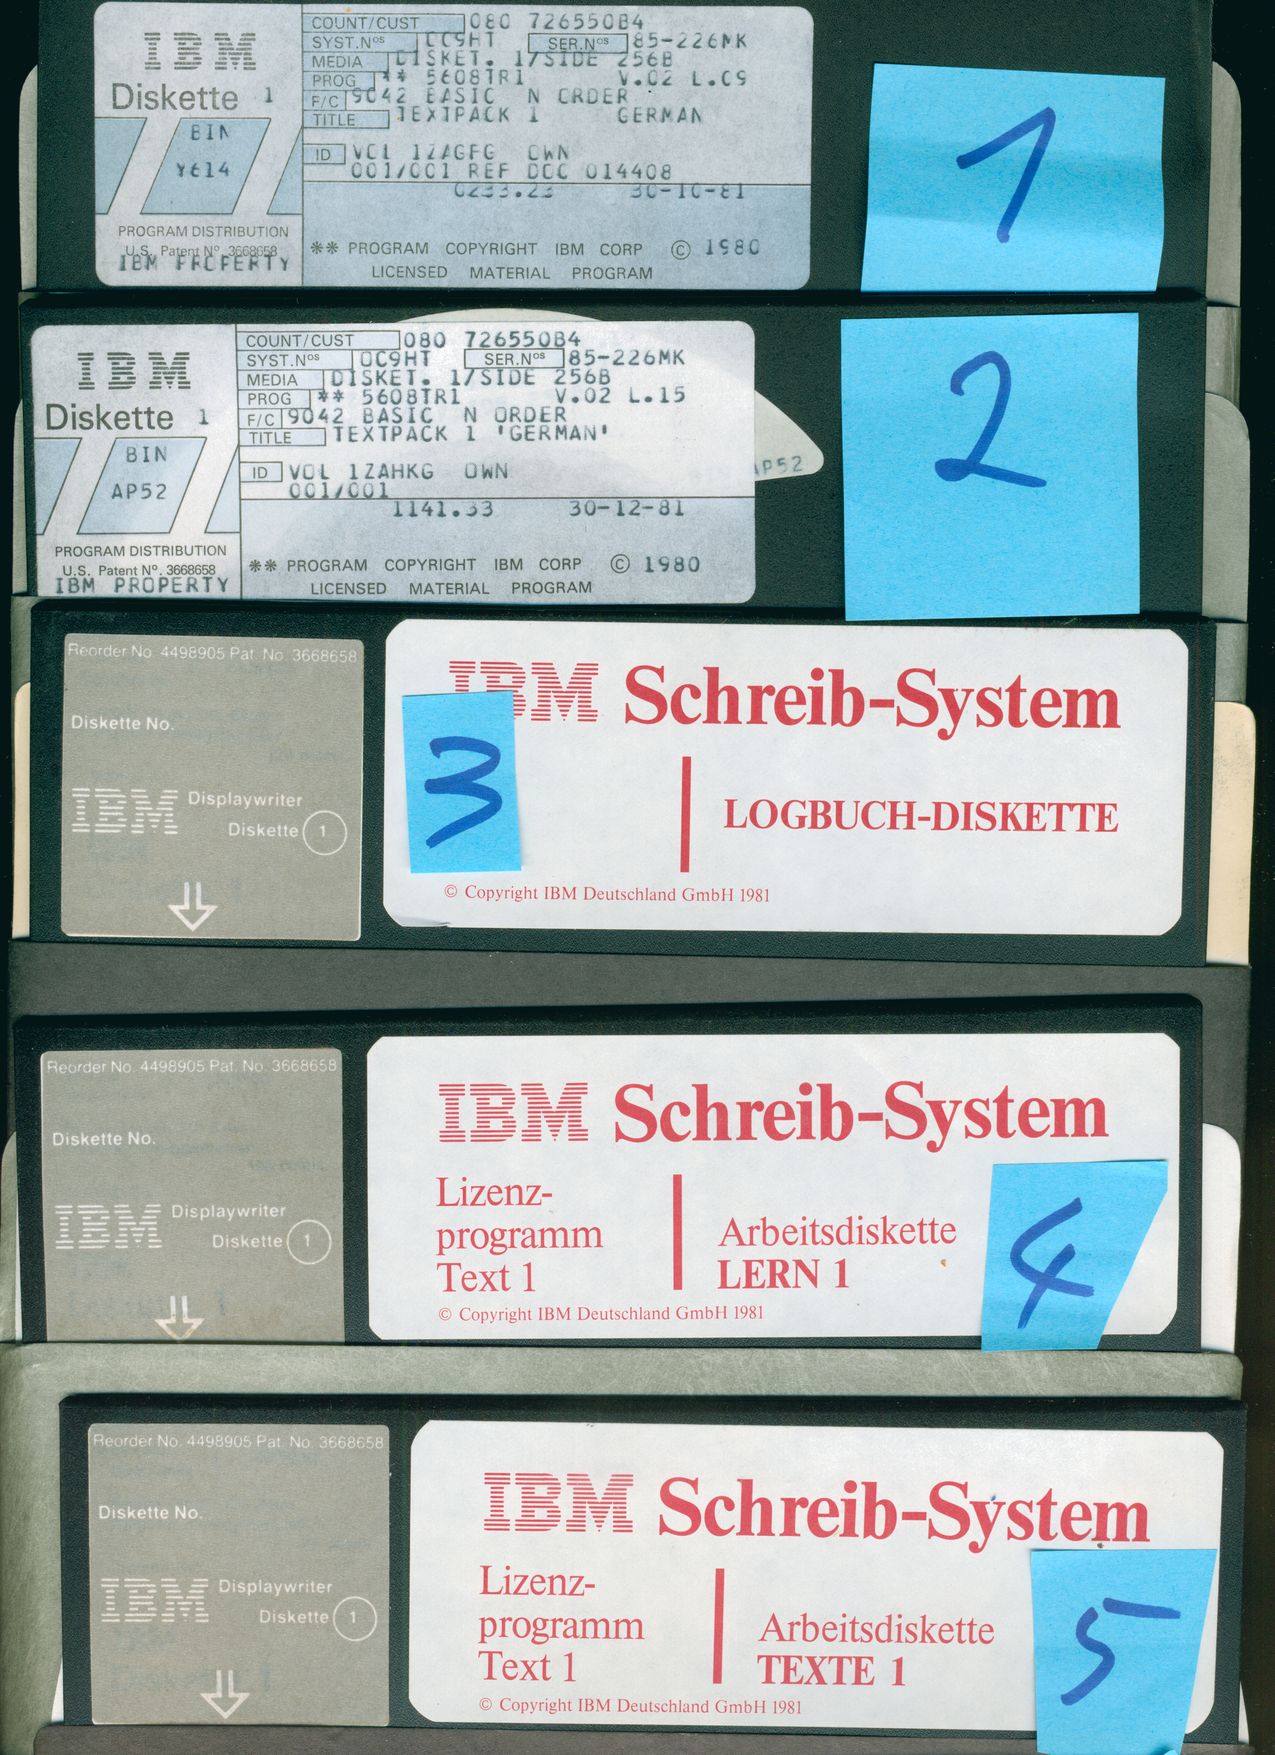 IBM
Diskette 1
BIN
Y614
PROGRAM DISTRIBUTION
U.S. Patent Nº. 3668658
IBM PROPERTY
COUNT/CUST 080 726550B4
SYST.Nos 0C9HT SER.Nos 85-226MK
MEDIA DISKET. 1/SIDE 256B
PROG ** 5608TR1 V.02 L.09
F/C 9042 BASIC N ORDER
TITLE TEXTPACK 1 GERMAN
ID VOL 1ZAGFG OWN
001/001 REF DOC 014408
0233.23 30-10-81
** PROGRAM COPYRIGHT IBM CORP © 1980
LICENSED MATERIAL PROGRAM
1
IBM
Diskette 1
BIN
AP52
PROGRAM DISTRIBUTION
U.S. Patent Nº. 3668658
IBM PROPERTY
COUNT/CUST 080 726550B4
SYST.Nos 0C9HT SER.Nos 85-226MK
MEDIA DISKET. 1/SIDE 256B
PROG ** 5608TR1 V.02 L.15
F/C 9042 BASIC N ORDER
TITLE TEXTPACK 1 'GERMAN'
ID VOL 1ZAHKG OWN
001/001
1141.33 30-12-81
** PROGRAM COPYRIGHT IBM CORP © 1980
LICENSED MATERIAL PROGRAM
AP52
2
Reorder No. 4498905 Pat. No. 3668658
Diskette No.
IBM Displaywriter
Diskette 1
IBM Schreib-System
3
LOGBUCH-DISKETTE
© Copyright IBM Deutschland GmbH 1981
Reorder No. 4498905 Pat. No. 3668658
Diskette No.
IBM Displaywriter
Diskette 1
IBM Schreib-System
Lizenz-
programm
Text 1
Arbeitsdiskette
LERN 1
© Copyright IBM Deutschland GmbH 1981
4
Reorder No. 4498905 Pat. No. 3668658
Diskette No.
IBM Displaywriter
Diskette 1
IBM Schreib-System
Lizenz-
programm
Text 1
Arbeitsdiskette
TEXTE 1
© Copyright IBM Deutschland GmbH 1981
5